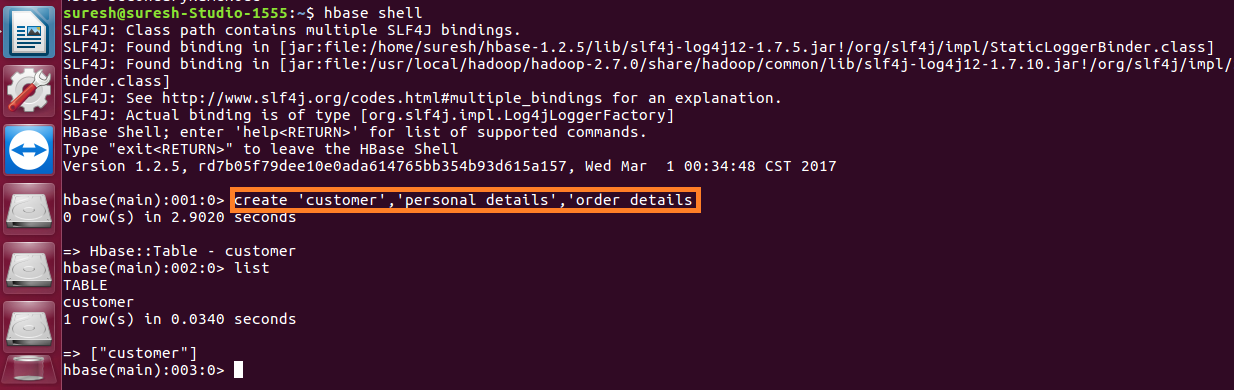 suresh@suresh-Studio-1555:~$ hbase shell
SLF4J: Class path contains multiple SLF4J bindings.
SLF4J: Found binding in [jar:file:/home/suresh/hbase-1.2.5/lib/slf4j-log4j12-1.7.5.jar!/org/slf4j/impl/StaticLoggerBinder.class]
SLF4J: Found binding in [jar:file:/usr/local/hadoop/hadoop-2.7.0/share/hadoop/common/lib/slf4j-log4j12-1.7.10.jar!/org/slf4j/impl/
inder.class]
SLF4J: See http://www.slf4j.org/codes.html#multiple_bindings for an explanation.
SLF4J: Actual binding is of type [org.slf4j.impl.Log4jLoggerFactory]
HBase Shell; enter 'help<RETURN>' for list of supported commands.
Type "exit<RETURN>" to leave the HBase Shell
Version 1.2.5, rd7b05f79dee10e0ada614765bb354b93d615a157, Wed Mar  1 00:34:48 CST 2017
hbase(main):001:0> create 'customer','personal details','order details
0 row(s) in 2.9020 seconds
=> Hbase::Table - customer
hbase(main):002:0> list
TABLE
customer
1 row(s) in 0.0340 seconds
=> ["customer"]
hbase(main):003:0>